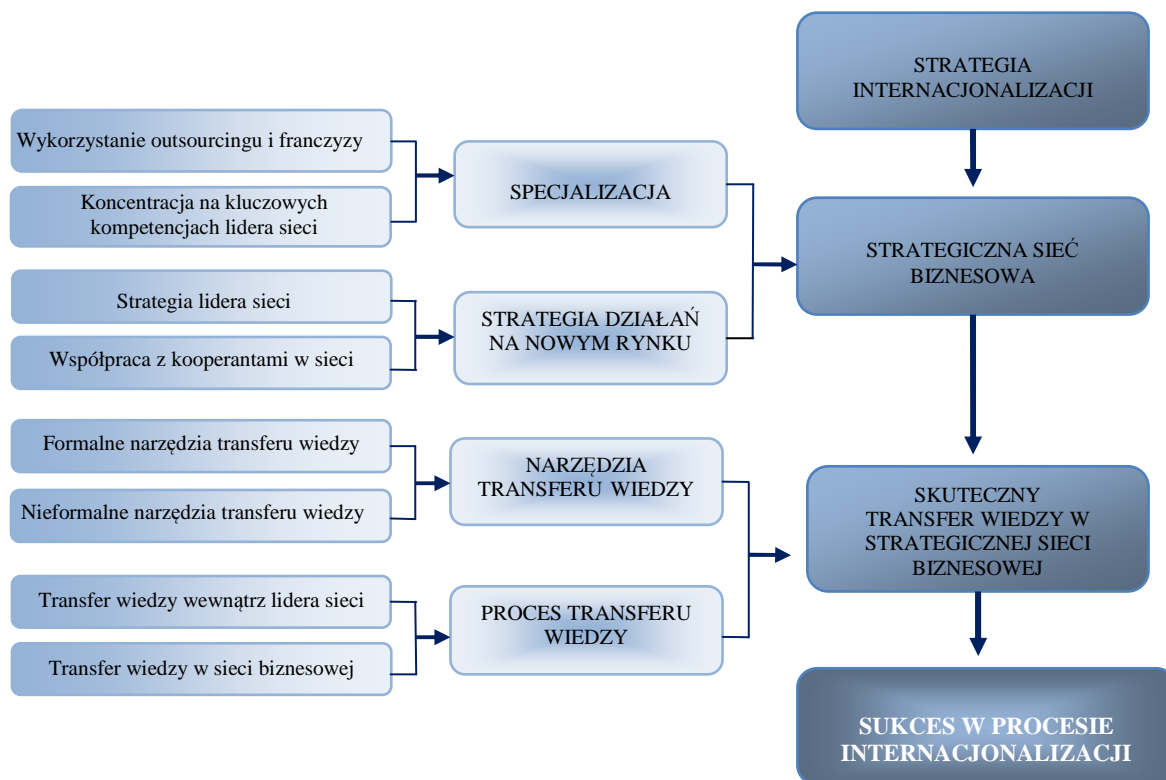 Wykorzystanie outsourcingu i franczyzy
Koncentracja na kluczowych
kompetencjach lidera sieci
Strategia lidera sieci
Współpraca z kooperantami w sieci
Formalne narzędzia transferu wiedzy
Nieformalne narzędzia transferu wiedzy
Transfer wiedzy wewnątrz lidera sieci
Transfer wiedzy w sieci biznesowej
SPECJALIZACJA
STRATEGIA DZIAŁAŃ
NA NOWYM RYNKU
NARZĘDZIA
TRANSFERU WIEDZY
PROCES TRANSFERU
WIEDZY
STRATEGIA
INTERNACJONALIZACJI
STRATEGICZNA SIEĆ
BIZNESOWA
SKUTECZNY
TRANSFER WIEDZY W
STRATEGICZNEJ SIECI
BIZNESOWEJ
SUKCES W PROCESIE
INTERNACJONALIZACJI